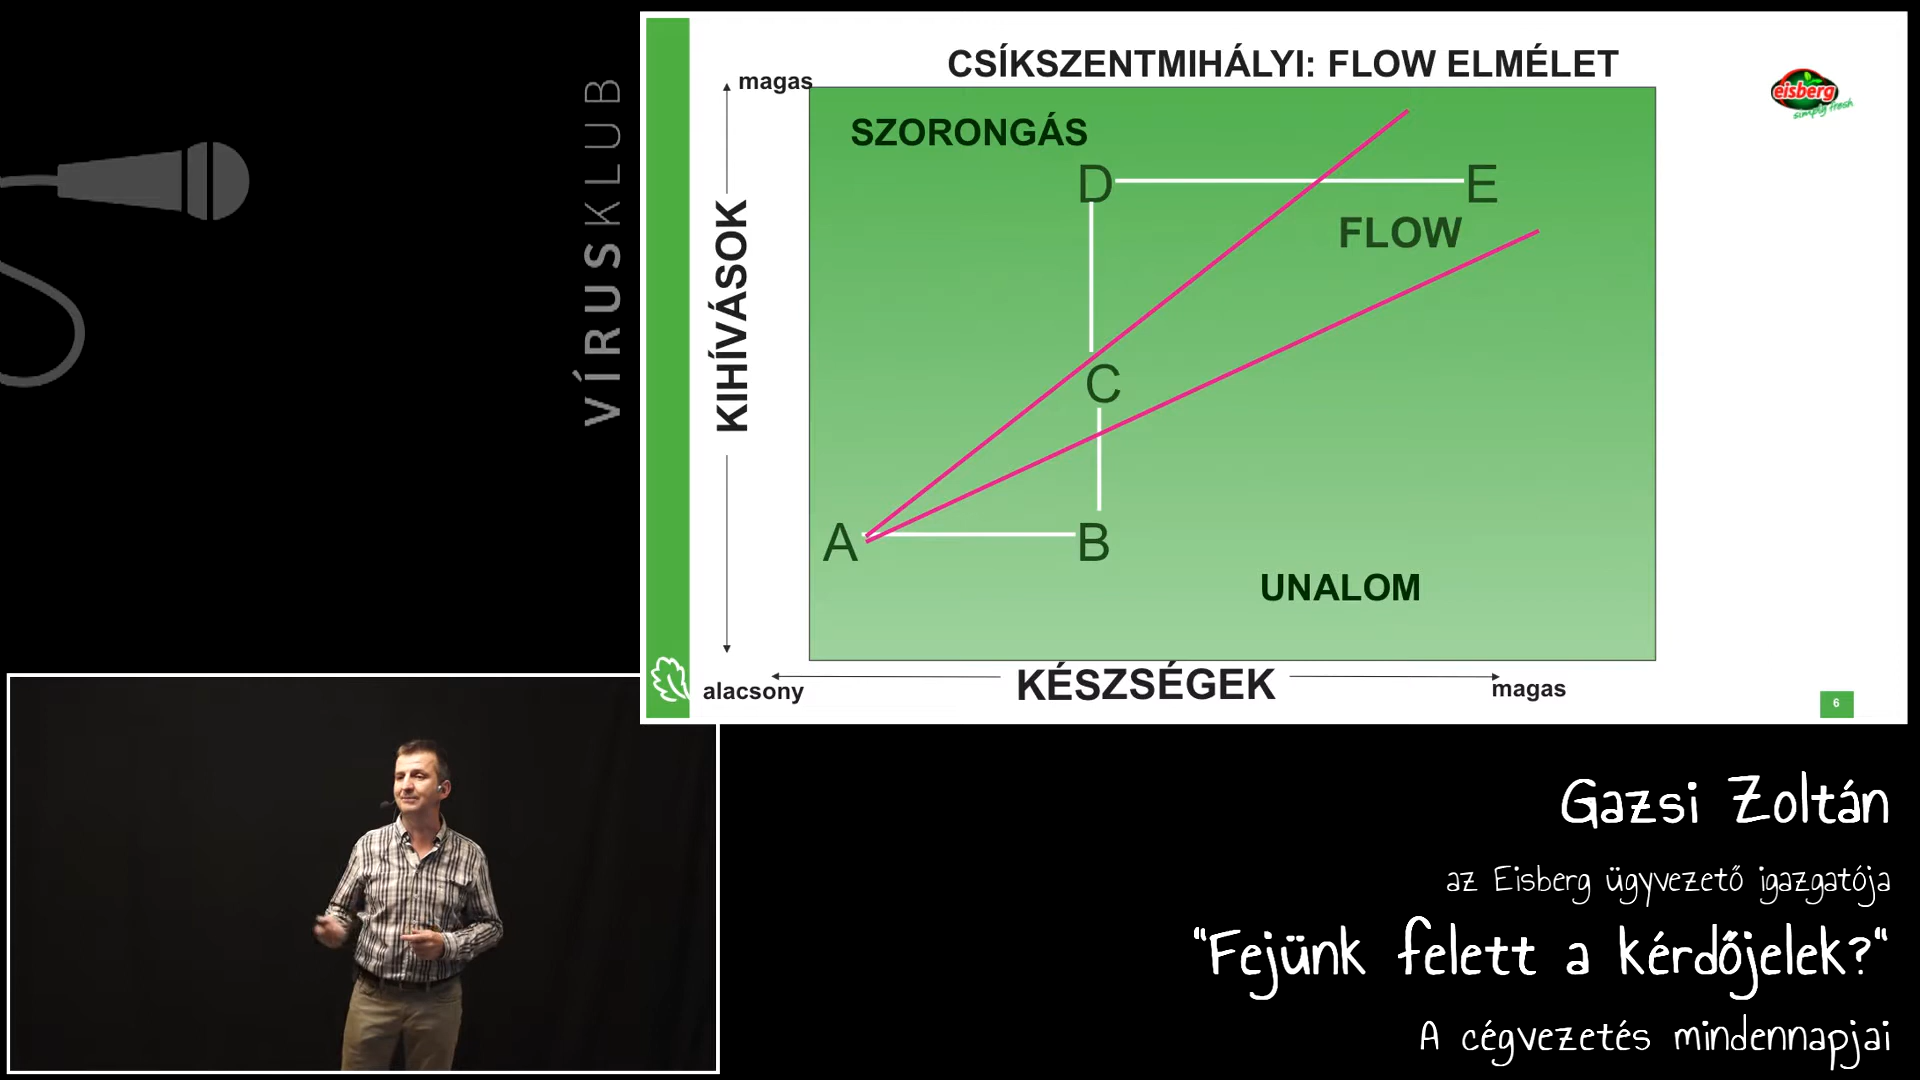 VÍRUSKLUB
CSÍKSZENTMIHÁLYI: FLOW ELMÉLET
magas
eisberg
simply fresh
SZORONGÁS
D
E
FLOW
KIHÍVÁSOK
C
A
B
UNALOM
alacsony
KÉSZSÉGEK
magas
6
Gazsi Zoltán
az Eisberg ügyvezető igazgatója
"Fejünk felett a kérdőjelek?"
A cégvezetés mindennapjai